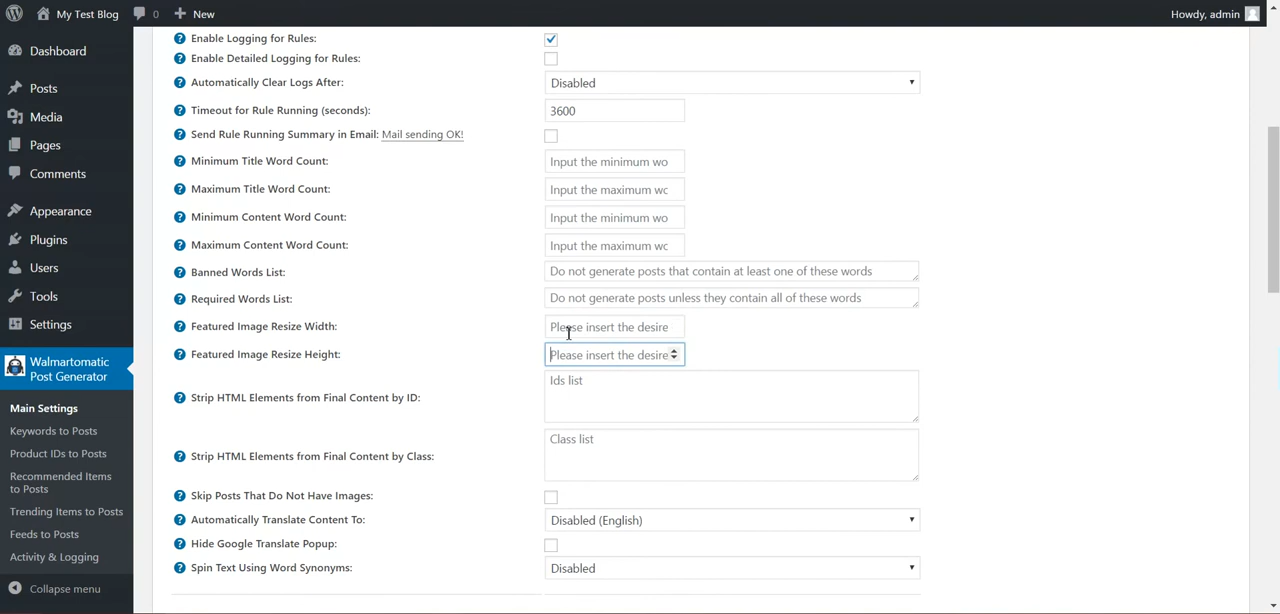 My Test Blog
0
New
Howdy, admin
Dashboard
Posts
Media
Pages
Comments
Appearance
Plugins
Users
Tools
Settings
Walmartomatic
Post Generator
Main Settings
Keywords to Posts
Product IDs to Posts
Recommended Items
to Posts
Trending Items to Posts
Feeds to Posts
Activity & Logging
Collapse menu
Enable Logging for Rules:
Enable Detailed Logging for Rules:
Automatically Clear Logs After: Disabled
Timeout for Rule Running (seconds): 3600
Send Rule Running Summary in Email: Mail sending OK!
Minimum Title Word Count: Input the minimum wo
Maximum Title Word Count: Input the maximum wc
Minimum Content Word Count: Input the minimum wo
Maximum Content Word Count: Input the maximum wc
Banned Words List: Do not generate posts that contain at least one of these words
Required Words List: Do not generate posts unless they contain all of these words
Featured Image Resize Width: Please insert the desire
Featured Image Resize Height: Please insert the desire
Strip HTML Elements from Final Content by ID: Ids list
Strip HTML Elements from Final Content by Class: Class list
Skip Posts That Do Not Have Images:
Automatically Translate Content To: Disabled (English)
Hide Google Translate Popup:
Spin Text Using Word Synonyms: Disabled